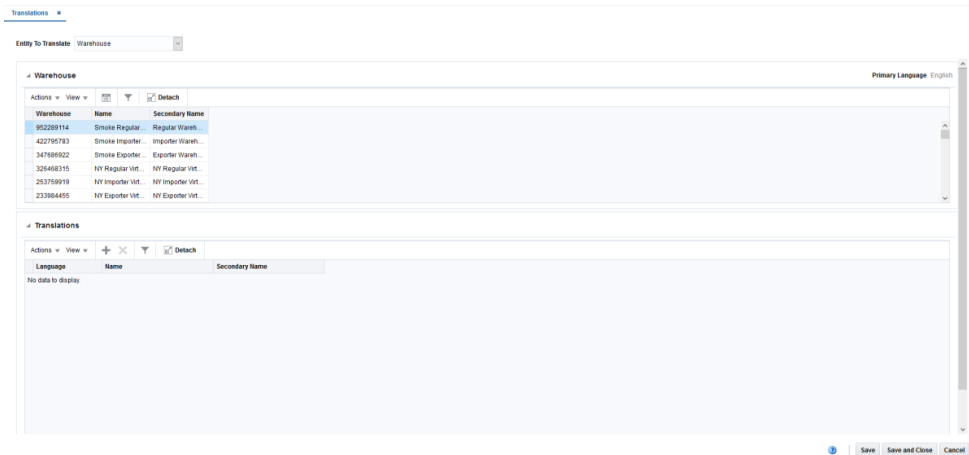 Translations
Entity To Translate Warehouse
Warehouse Primary Language English
Actions View Detach
Warehouse Name Secondary Name
952289114 Smoke Regular... Regular Wareh...
422795783 Smoke Importer... Importer Wareh...
347686922 Smoke Exporter... Exporter Wareh...
326468315 NY Regular Virt... NY Regular Virt...
253759919 NY Importer Virt... NY Importer Virt...
233984455 NY Exporter Virt... NY Exporter Virt...
Translations
Actions View Detach
Language Name Secondary Name
No data to display.
Save Save and Close Cancel